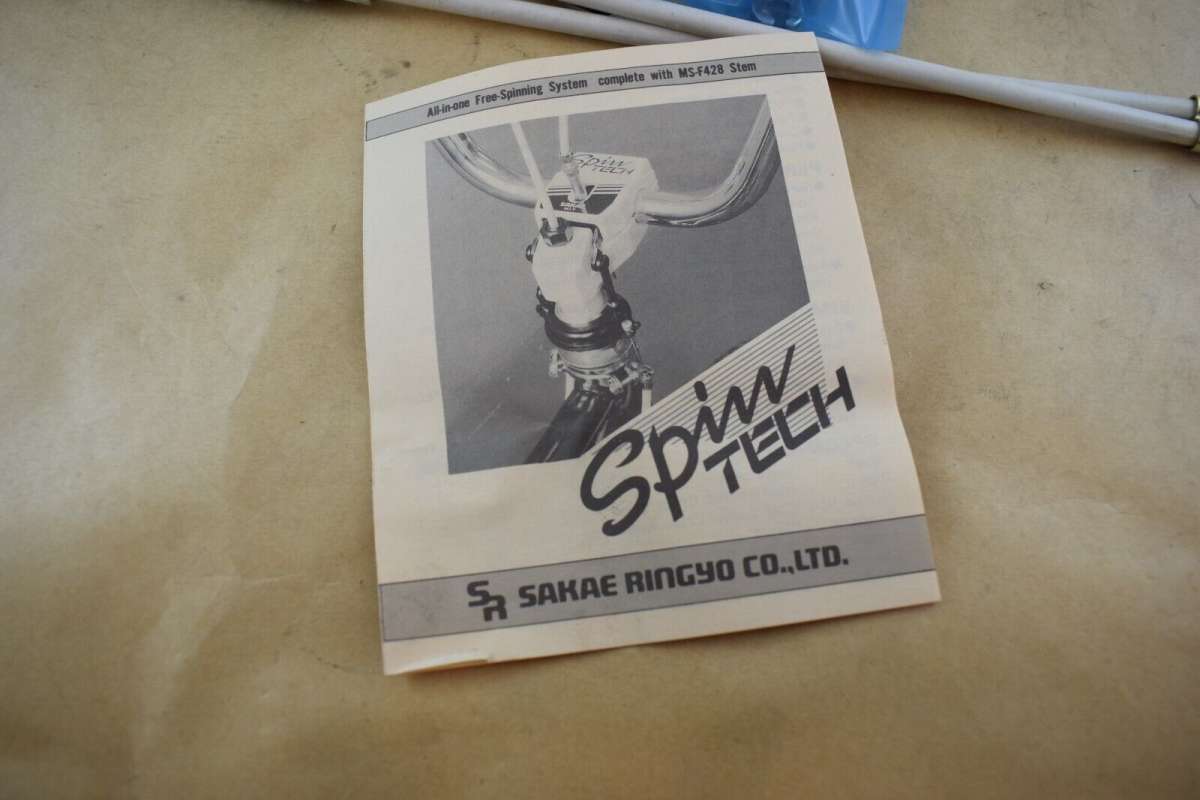 All-in-one Free-Spinning System complete with MS-F428 Stem
Spin
TECH
SAKAE
Spin
TECH
SR SAKAE RINGYO CO.,LTD.